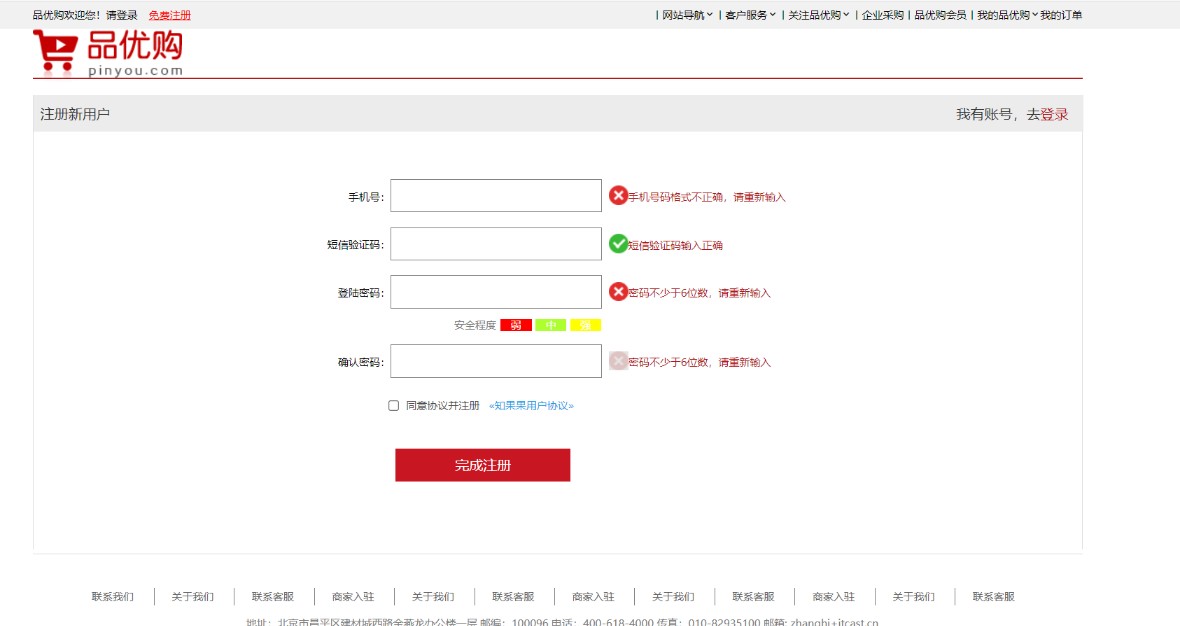 品优购欢迎您！请登录 免费注册 | 网站导航 | 客户服务 | 关注品优购 | 企业采购 | 品优购会员 | 我的品优购 我的订单
品优购
pinyou.com
注册新用户 我有账号，去登录
手机号: 手机号码格式不正确，请重新输入
短信验证码: 短信验证码输入正确
登陆密码: 密码不少于6位数，请重新输入
安全程度 弱 中 强
确认密码: 密码不少于6位数，请重新输入
同意协议并注册 «知果果用户协议»
完成注册
联系我们 关于我们 联系客服 商家入驻 关于我们 联系客服 商家入驻 关于我们 联系客服 商家入驻 关于我们 联系客服
地址：北京市昌平区建材城西路金燕龙办公楼一层 邮编：100096 电话：400-618-4000 传真：010-82935100 邮箱: zhanghj+itcast.cn